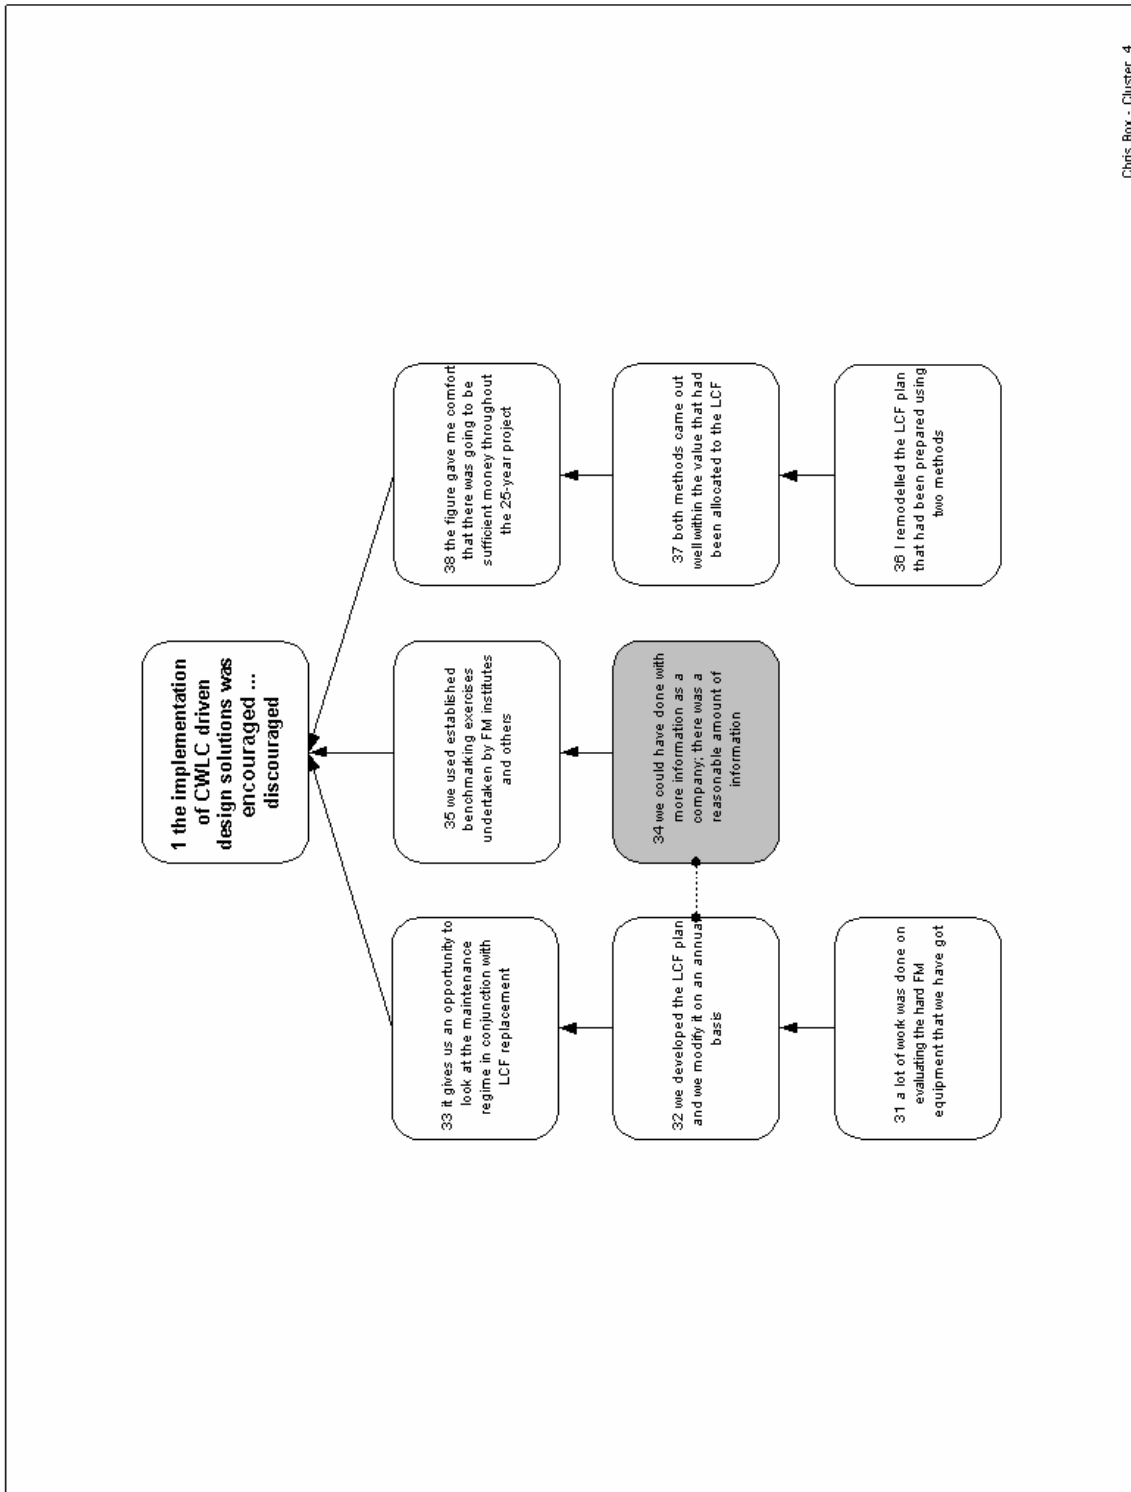 1 the implementation
of CWLC driven
design solutions was
encouraged ...
discouraged
33 it gives us an opportunity to
look at the maintenance
regime in conjunction with
LCF replacement
35 we used established
benchmarking exercises
undertaken by FM institutes
and others
38 the figure gave me comfort
that there was going to be
sufficient money throughout
the 25-year project
32 we developed the LCF plan
and we modify it on an annual
basis
34 we could have done with
more information as a
company; there was a
reasonable amount of
information
37 both methods came out
well within the value that had
been allocated to the LCF
31 a lot of work was done on
evaluating the hard FM
equipment that we have got
36 I remodelled the LCF plan
that had been prepared using
two methods
Chris - Cluster 4